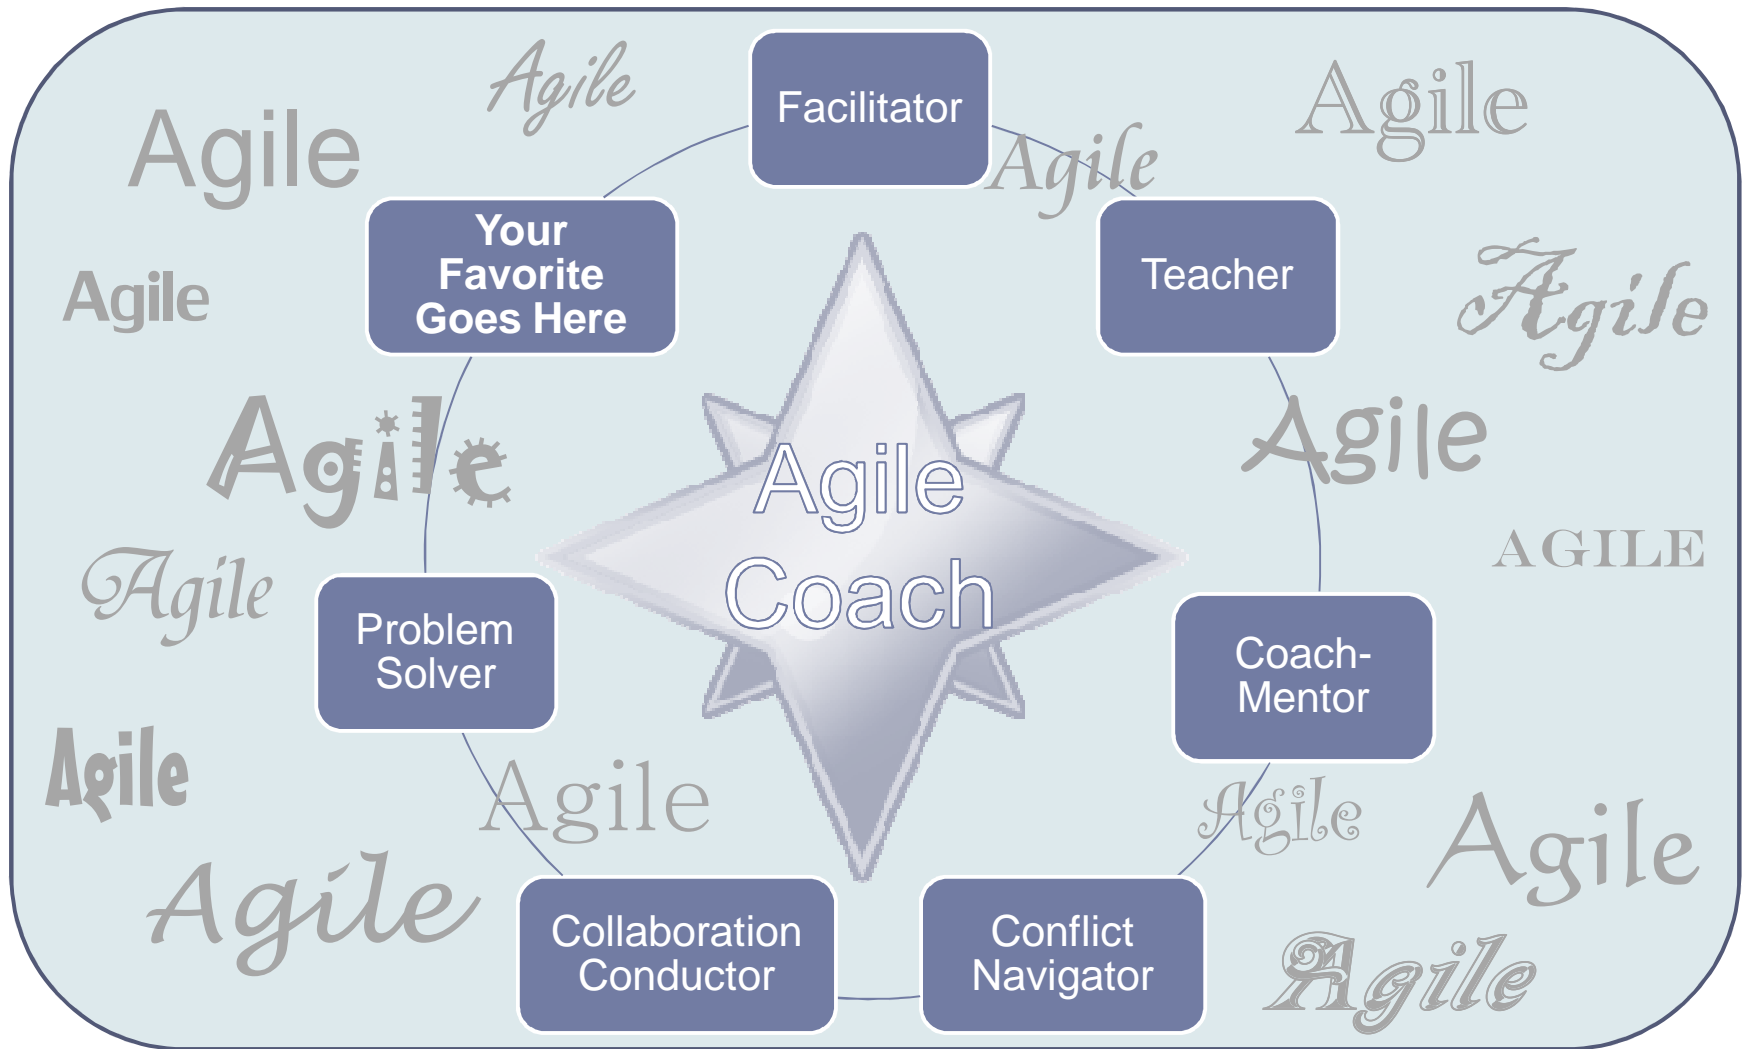 Agile
Facilitator
Agile
Agile
Agile
Your
Favorite
Goes Here
Teacher
Agile
Agile
Agile
Agile
Agile
Coach
Agile
AGILE
Problem
Solver
Coach-
Mentor
Agile
Agile
Agile
Agile
Agile
Collaboration
Conductor
Conflict
Navigator
Agile